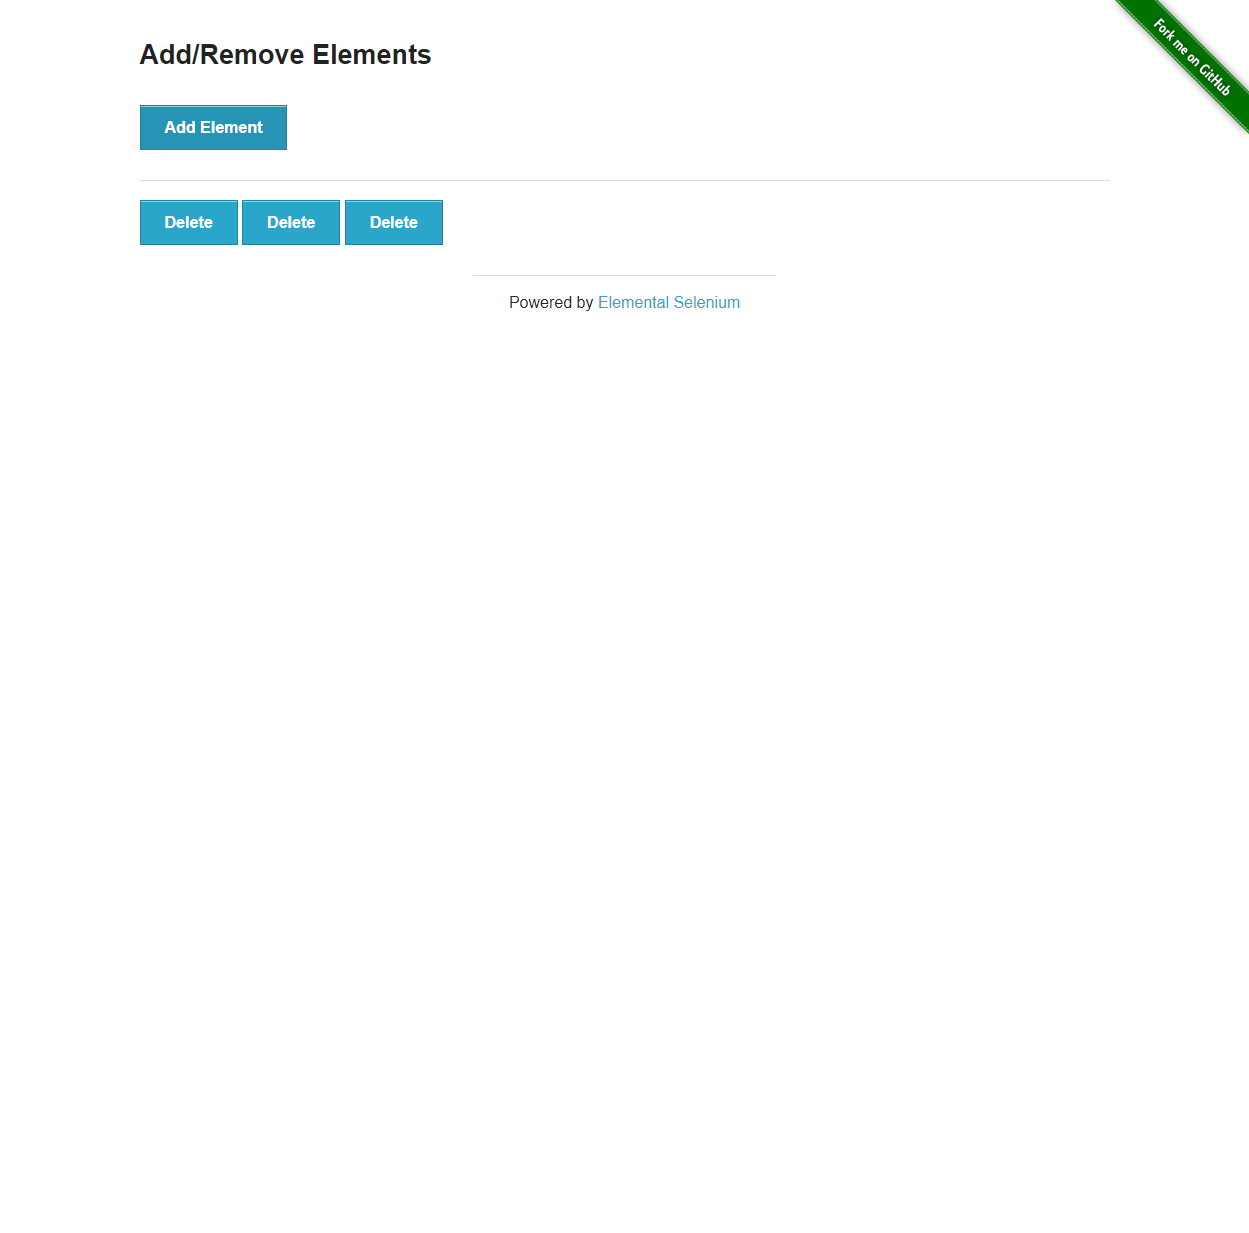 Add/Remove Elements
Fork me on GitHub
Add Element
Delete Delete Delete
Powered by Elemental Selenium